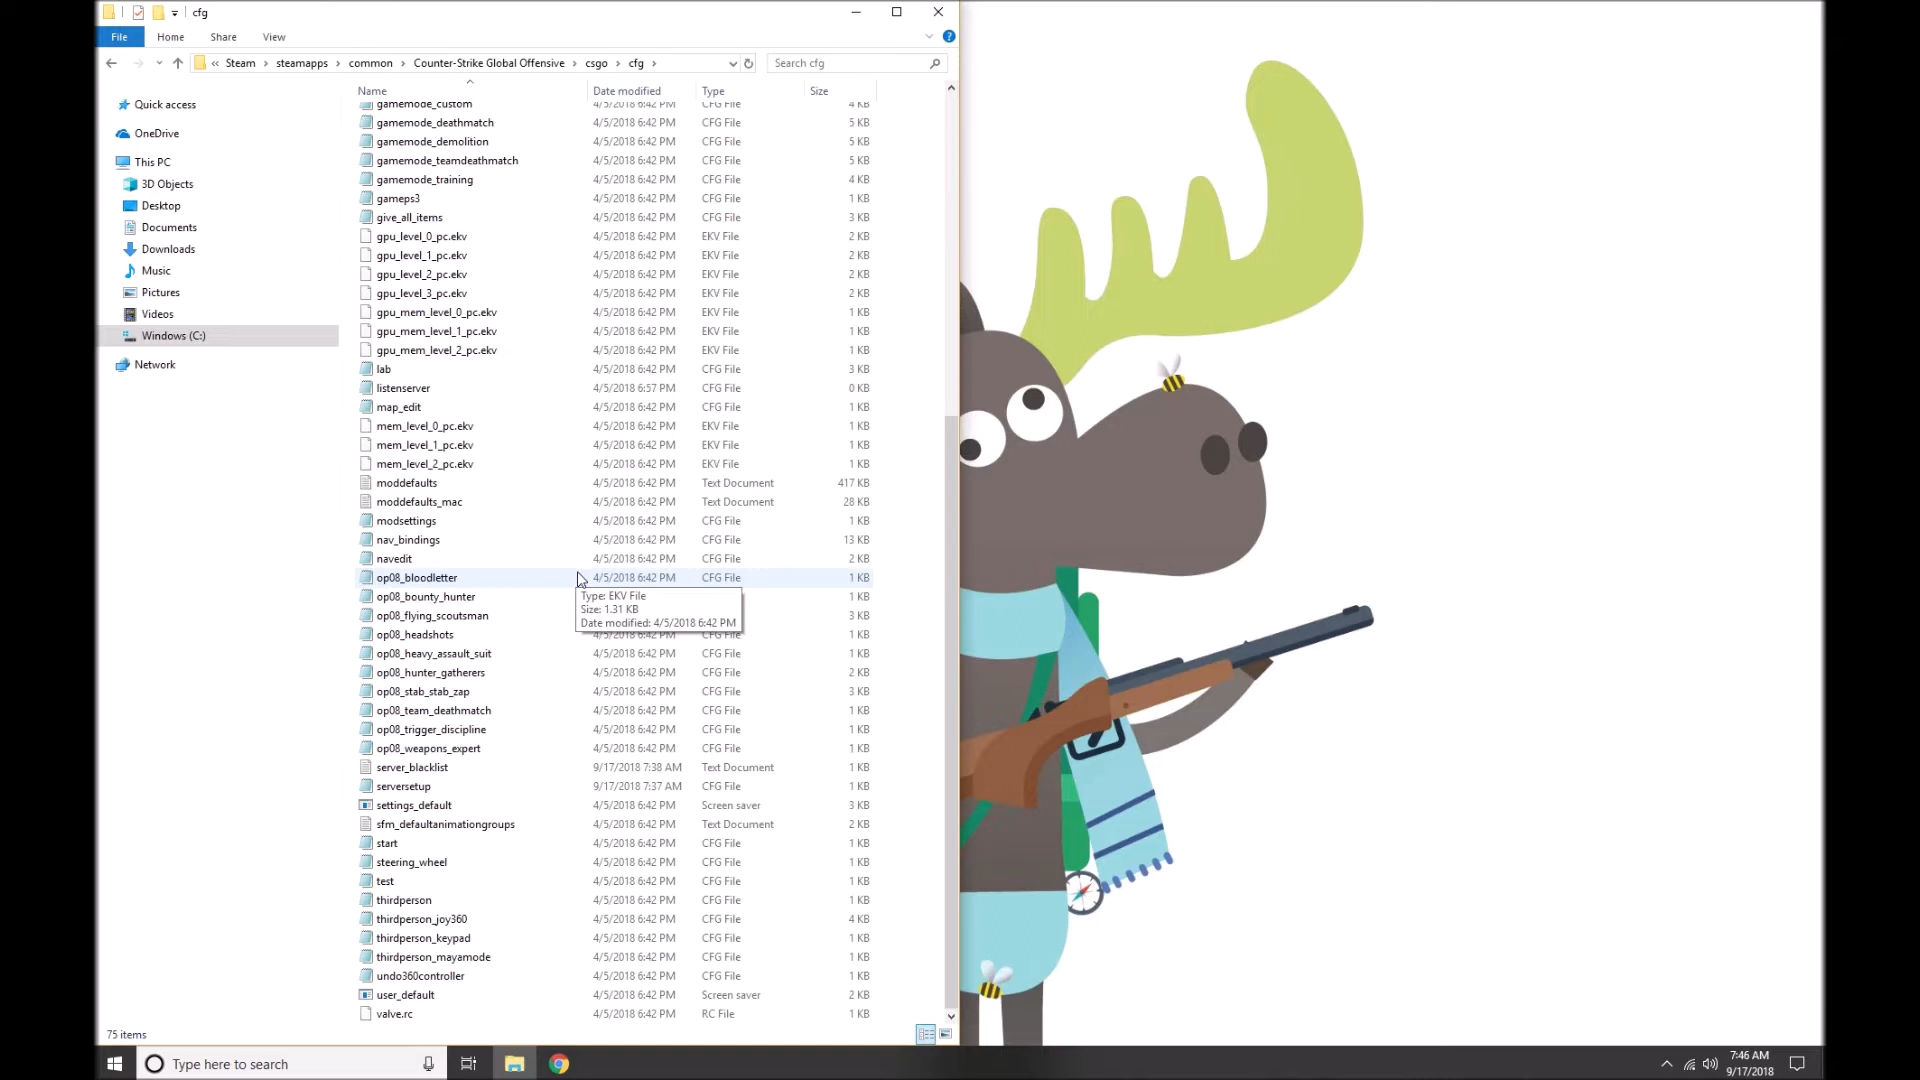 cfg
File Home Share View
« Steam › steamapps › common › Counter-Strike Global Offensive › csgo › cfg › Search cfg
Name Date modified Type Size
Quick access
OneDrive
This PC
3D Objects
Desktop
Documents
Downloads
Music
Pictures
Videos
Windows (C:)
Network
gamemode_custom 4/5/2018 6:42 PM CFG File 4 KB
gamemode_deathmatch 4/5/2018 6:42 PM CFG File 5 KB
gamemode_demolition 4/5/2018 6:42 PM CFG File 5 KB
gamemode_teamdeathmatch 4/5/2018 6:42 PM CFG File 5 KB
gamemode_training 4/5/2018 6:42 PM CFG File 4 KB
gameps3 4/5/2018 6:42 PM CFG File 1 KB
give_all_items 4/5/2018 6:42 PM CFG File 3 KB
gpu_level_0_pc.ekv 4/5/2018 6:42 PM EKV File 2 KB
gpu_level_1_pc.ekv 4/5/2018 6:42 PM EKV File 2 KB
gpu_level_2_pc.ekv 4/5/2018 6:42 PM EKV File 2 KB
gpu_level_3_pc.ekv 4/5/2018 6:42 PM EKV File 2 KB
gpu_mem_level_0_pc.ekv 4/5/2018 6:42 PM EKV File 1 KB
gpu_mem_level_1_pc.ekv 4/5/2018 6:42 PM EKV File 1 KB
gpu_mem_level_2_pc.ekv 4/5/2018 6:42 PM EKV File 1 KB
lab 4/5/2018 6:42 PM CFG File 3 KB
listenserver 4/5/2018 6:57 PM CFG File 0 KB
map_edit 4/5/2018 6:42 PM CFG File 1 KB
mem_level_0_pc.ekv 4/5/2018 6:42 PM EKV File 1 KB
mem_level_1_pc.ekv 4/5/2018 6:42 PM EKV File 1 KB
mem_level_2_pc.ekv 4/5/2018 6:42 PM EKV File 1 KB
moddefaults 4/5/2018 6:42 PM Text Document 417 KB
moddefaults_mac 4/5/2018 6:42 PM Text Document 28 KB
modsettings 4/5/2018 6:42 PM CFG File 1 KB
nav_bindings 4/5/2018 6:42 PM CFG File 13 KB
navedit 4/5/2018 6:42 PM CFG File 2 KB
op08_bloodletter 4/5/2018 6:42 PM CFG File 1 KB
op08_bounty_hunter 1 KB
Type: EKV File
Size: 1.31 KB
Date modified: 4/5/2018 6:42 PM
op08_flying_scoutsman 3 KB
op08_headshots 4/5/2018 6:42 PM CFG File 1 KB
op08_heavy_assault_suit 4/5/2018 6:42 PM CFG File 1 KB
op08_hunter_gatherers 4/5/2018 6:42 PM CFG File 2 KB
op08_stab_stab_zap 4/5/2018 6:42 PM CFG File 3 KB
op08_team_deathmatch 4/5/2018 6:42 PM CFG File 1 KB
op08_trigger_discipline 4/5/2018 6:42 PM CFG File 1 KB
op08_weapons_expert 4/5/2018 6:42 PM CFG File 1 KB
server_blacklist 9/17/2018 7:38 AM Text Document 1 KB
serversetup 9/17/2018 7:37 AM CFG File 1 KB
settings_default 4/5/2018 6:42 PM Screen saver 3 KB
sfm_defaultanimationgroups 4/5/2018 6:42 PM Text Document 2 KB
start 4/5/2018 6:42 PM CFG File 1 KB
steering_wheel 4/5/2018 6:42 PM CFG File 1 KB
test 4/5/2018 6:42 PM CFG File 1 KB
thirdperson 4/5/2018 6:42 PM CFG File 1 KB
thirdperson_joy360 4/5/2018 6:42 PM CFG File 4 KB
thirdperson_keypad 4/5/2018 6:42 PM CFG File 1 KB
thirdperson_mayamode 4/5/2018 6:42 PM CFG File 1 KB
undo360controller 4/5/2018 6:42 PM CFG File 1 KB
user_default 4/5/2018 6:42 PM Screen saver 2 KB
valve.rc 4/5/2018 6:42 PM RC File 1 KB
75 items
Type here to search
7:46 AM
9/17/2018